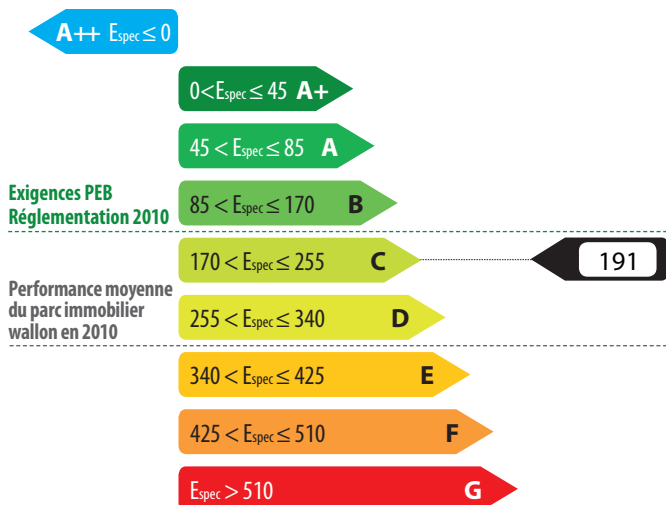 A++ Espec ≤ 0
0<Espec ≤ 45 A+
45 < Espec ≤ 85 A
Exigences PEB
Réglementation 2010
85 < Espec ≤ 170 B
170 < Espec ≤ 255 C
191
Performance moyenne
du parc immobilier
wallon en 2010
255 < Espec ≤ 340 D
340 < Espec ≤ 425 E
425 < Espec ≤ 510 F
Espec > 510 G